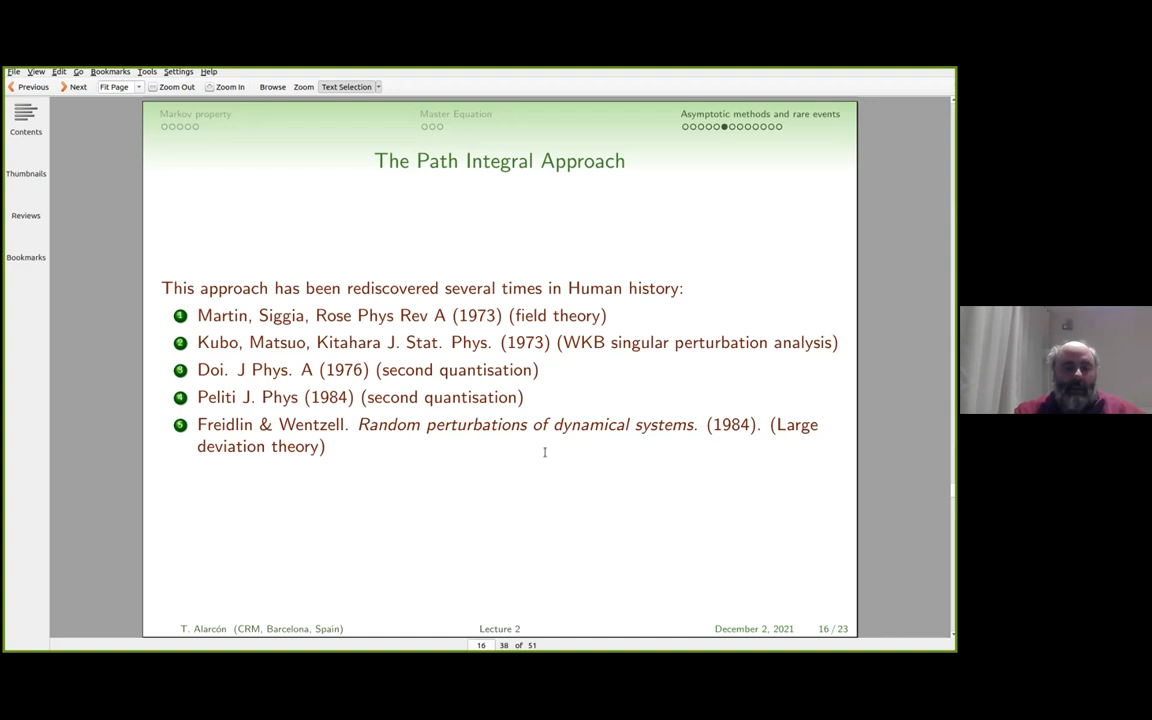 File View Edit Go Bookmarks Tools Settings Help
Previous Next Fit Page Zoom Out Zoom In Browse Zoom Text Selection
Contents
Thumbnails
Reviews
Bookmarks
Markov property Master Equation Asymptotic methods and rare events
The Path Integral Approach
This approach has been rediscovered several times in Human history:
1 Martin, Siggia, Rose Phys Rev A (1973) (field theory)
2 Kubo, Matsuo, Kitahara J. Stat. Phys. (1973) (WKB singular perturbation analysis)
3 Doi. J Phys. A (1976) (second quantisation)
4 Peliti J. Phys (1984) (second quantisation)
5 Freidlin & Wentzell. Random perturbations of dynamical systems. (1984). (Large
deviation theory)
T. Alarcón (CRM, Barcelona, Spain) Lecture 2 December 2, 2021 16 / 23
16 38 of 51